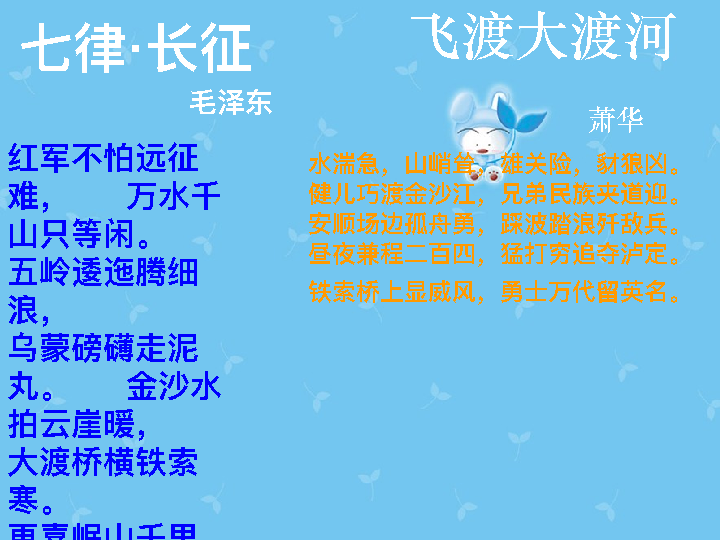 七律·长征
毛泽东
红军不怕远征
难，　　万水千
山只等闲。
五岭逶迤腾细
浪，
乌蒙磅礴走泥
丸。　　金沙水
拍云崖暖，
大渡桥横铁索
寒。
更喜岷山千里
飞渡大渡河
萧华
水湍急，山峭耸，雄关险，豺狼凶。
健儿巧渡金沙江，兄弟民族夹道迎。
安顺场边孤舟勇，踩波踏浪歼敌兵。
昼夜兼程二百四，猛打穷追夺泸定。
铁索桥上显威风，勇士万代留英名。